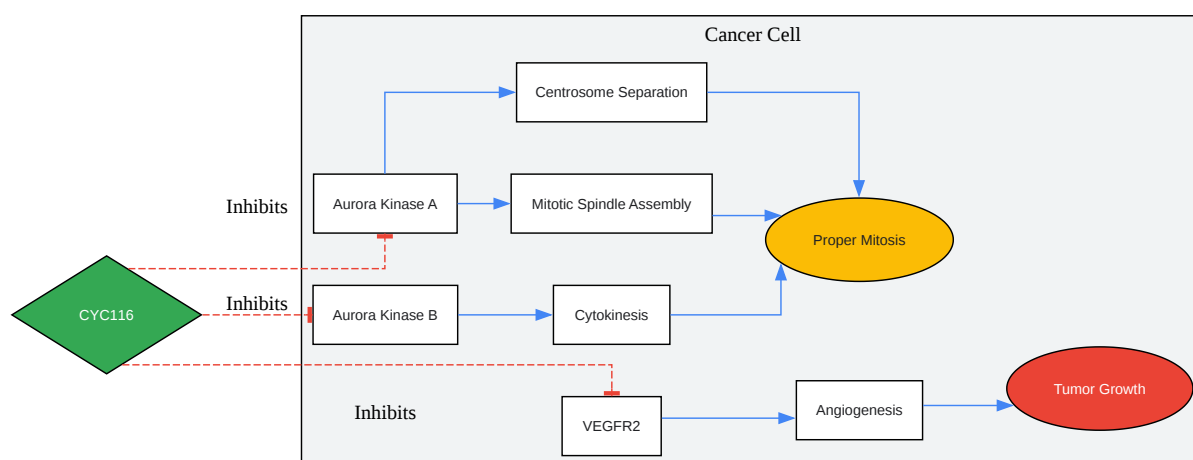 Cancer Cell
Centrosome Separation
Inhibits
Aurora Kinase A
Mitotic Spindle Assembly
Proper Mitosis
CYC116
Inhibits
Aurora Kinase B
Cytokinesis
Tumor Growth
Inhibits
VEGFR2
Angiogenesis